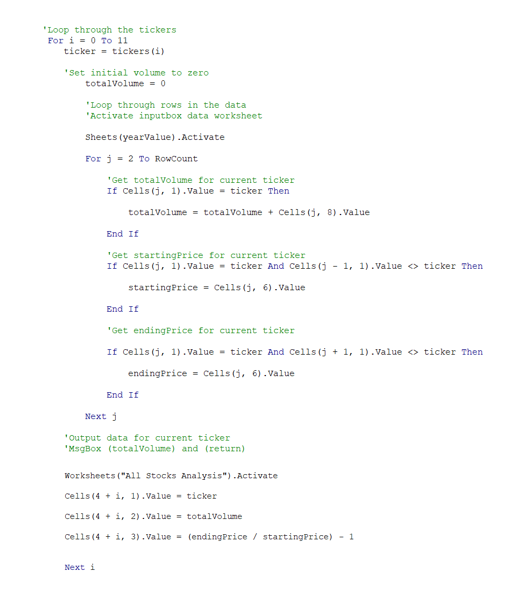 'Loop through the tickers
For i = 0 To 11
ticker = tickers(i)
'Set initial volume to zero
totalVolume = 0
'Loop through rows in the data
'Activate inputbox data worksheet
Sheets(yearValue).Activate
For j = 2 To RowCount
'Get totalVolume for current ticker
If Cells(j, 1).Value = ticker Then
totalVolume = totalVolume + Cells(j, 8).Value
End If
'Get startingPrice for current ticker
If Cells(j, 1).Value = ticker And Cells(j - 1, 1).Value <> ticker Then
startingPrice = Cells(j, 6).Value
End If
'Get endingPrice for current ticker
If Cells(j, 1).Value = ticker And Cells(j + 1, 1).Value <> ticker Then
endingPrice = Cells(j, 6).Value
End If
Next j
'Output data for current ticker
'MsgBox (totalVolume) and (return)
Worksheets("All Stocks Analysis").Activate
Cells(4 + i, 1).Value = ticker
Cells(4 + i, 2).Value = totalVolume
Cells(4 + i, 3).Value = (endingPrice / startingPrice) - 1
Next i